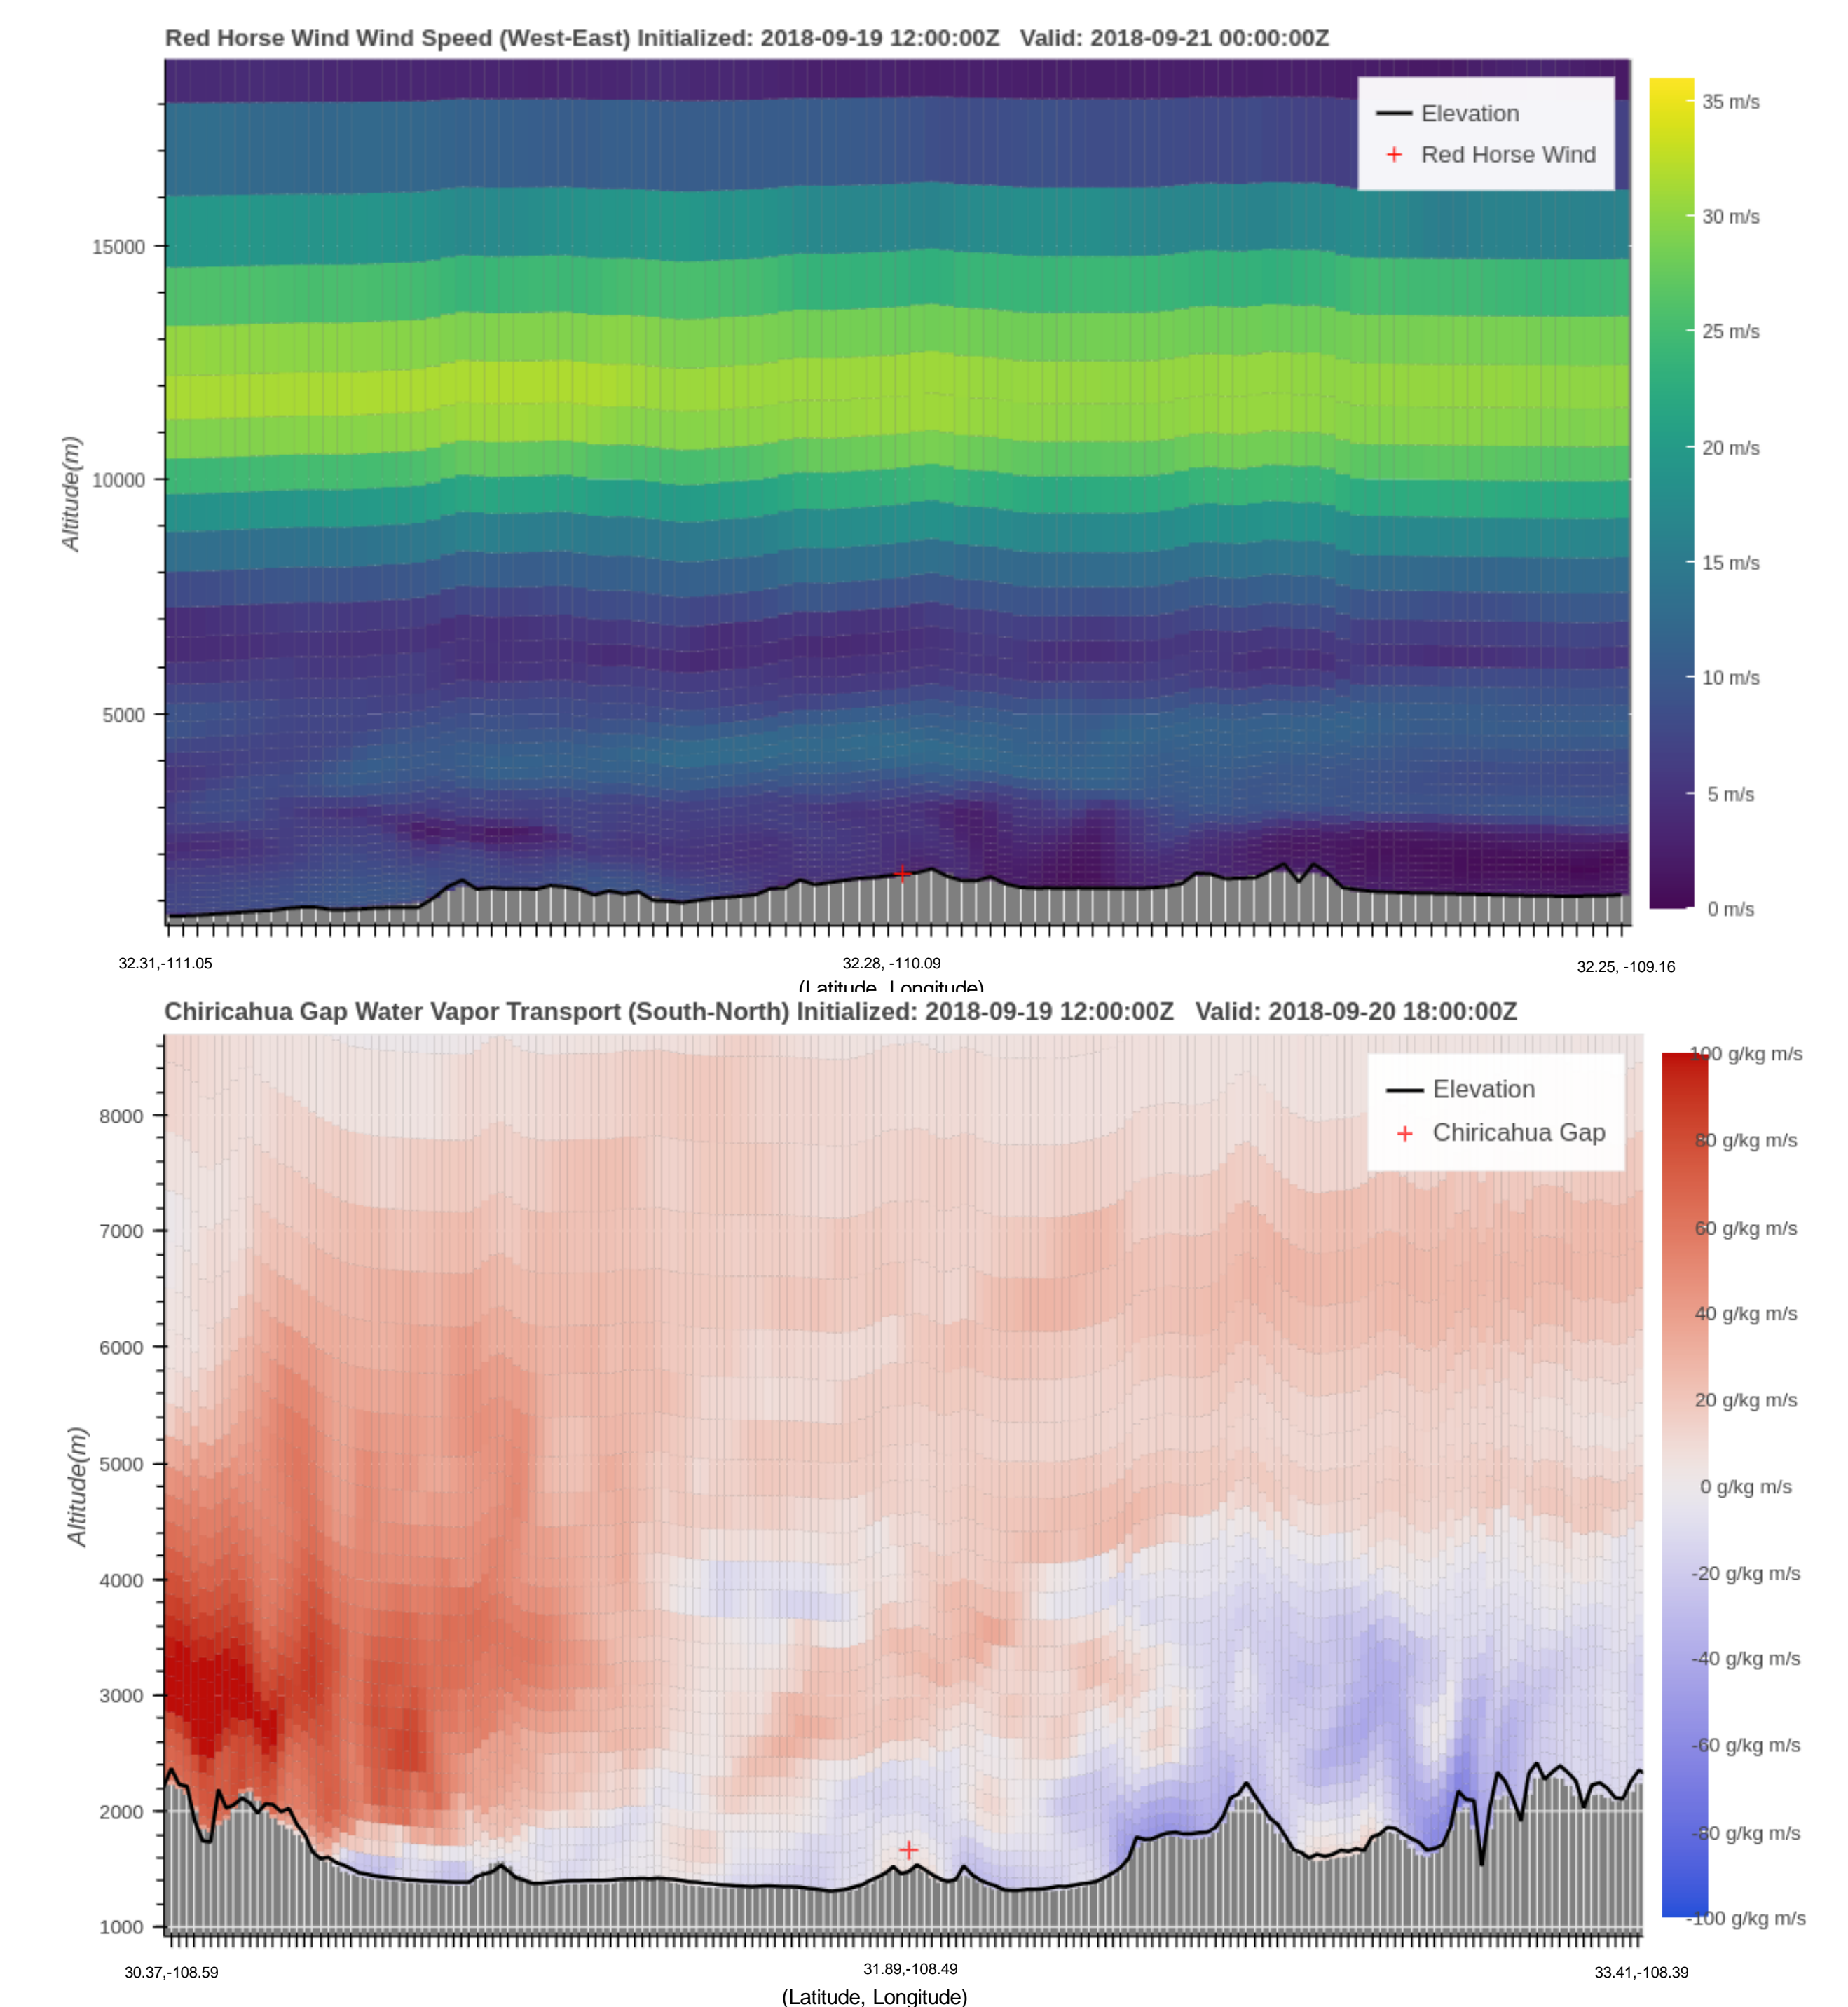 Red Horse Wind Wind Speed (West-East) Initialized: 2018-09-19 12:00:00Z   Valid: 2018-09-21 00:00:00Z
Elevation
Red Horse Wind
35 m/s
30 m/s
25 m/s
20 m/s
15 m/s
10 m/s
5 m/s
0 m/s
15000
10000
5000
Altitude(m)
32.31,-111.05
32.28, -110.09
32.25, -109.16
(Latitude, Longitude)
Chiricahua Gap Water Vapor Transport (South-North) Initialized: 2018-09-19 12:00:00Z   Valid: 2018-09-20 18:00:00Z
Elevation
Chiricahua Gap
100 g/kg m/s
80 g/kg m/s
60 g/kg m/s
40 g/kg m/s
20 g/kg m/s
0 g/kg m/s
-20 g/kg m/s
-40 g/kg m/s
-60 g/kg m/s
-80 g/kg m/s
-100 g/kg m/s
8000
7000
6000
5000
4000
3000
2000
1000
Altitude(m)
30.37,-108.59
31.89,-108.49
33.41,-108.39
(Latitude, Longitude)